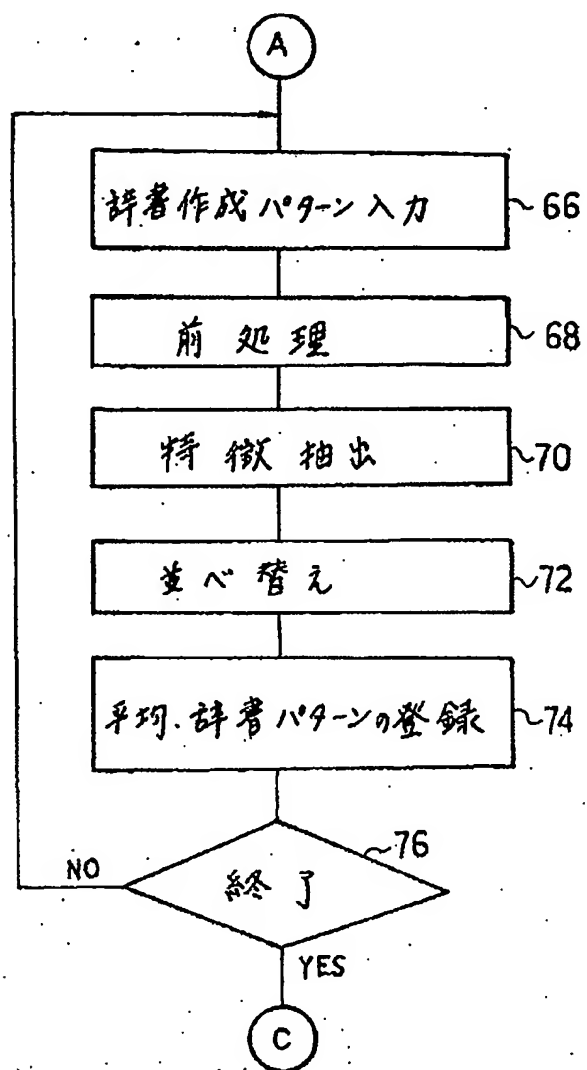 A
辞書作成パターン入力 66
前処理 68
特徴抽出 70
並べ替え 72
平均、辞書パターンの登録 74
76
NO 終了
YES
C